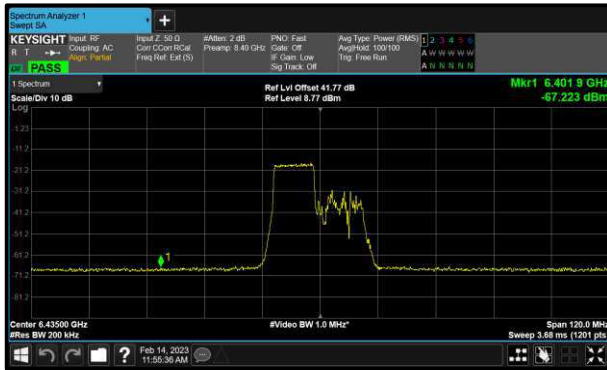 Spectrum Analyzer 1
Swept SA
KEYSIGHT Input: RF
R T Coupling: AC
Align: Partial
PASS
Input Z: 50 Ω
Corr CCorr RCal
Freq Ref: Ext (S)
#Atten: 2 dB
Preamp: 8.40 GHz
PNO: Fast
Gate: Off
IF Gain: Low
Sig Track: Off
Avg Type: Power (RMS)
Avg|Hold: 100/100
Trig: Free Run
1 2 3 4 5 6
A W W W W W
A N N N N N
1 Spectrum
Scale/Div 10 dB
Log
Ref Lvl Offset 41.77 dB
Ref Level 8.77 dBm
Mkr1 6.401 9 GHz
-67.223 dBm
-1.23
-11.2
-21.2
-31.2
-41.2
-51.2
-61.2
-71.2
-81.2
1
Center 6.43500 GHz
#Res BW 200 kHz
#Video BW 1.0 MHz*
Span 120.0 MHz
Sweep 3.68 ms (1201 pts)
Feb 14, 2023
11:55:36 AM